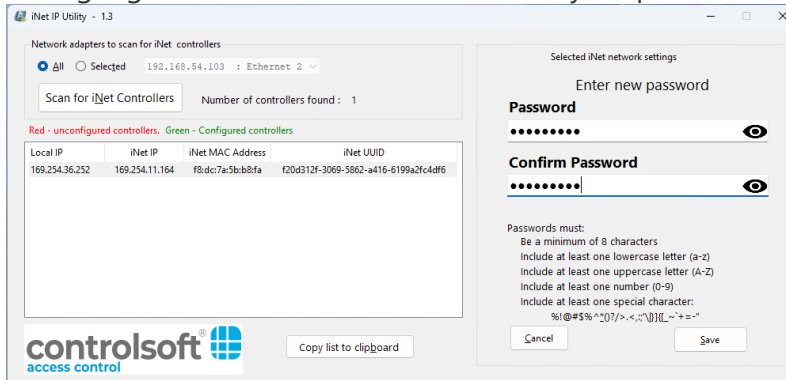 iNet IP Utility - 1.3
Network adapters to scan for iNet controllers
All Selected 192.168.54.103 : Ethernet 2
Scan for iNet Controllers Number of controllers found : 1
Red - unconfigured controllers. Green - Configured controllers
Local IP iNet IP iNet MAC Address iNet UUID
169.254.36.252 169.254.11.164 f8:dc:7a:5b:b8:fa f20d312f-3069-5862-a416-6199a2fc4df6
controlsoft®
access control
Copy list to clipboard
Selected iNet network settings
Enter new password
Password
●●●●●●●●●
Confirm Password
●●●●●●●●●
Passwords must:
Be a minimum of 8 characters
Include at least one lowercase letter (a-z)
Include at least one uppercase letter (A-Z)
Include at least one number (0-9)
Include at least one special character:
%!@#$%^*()?/>.<,:;'\|}]{[_~`+=-"
Cancel Save